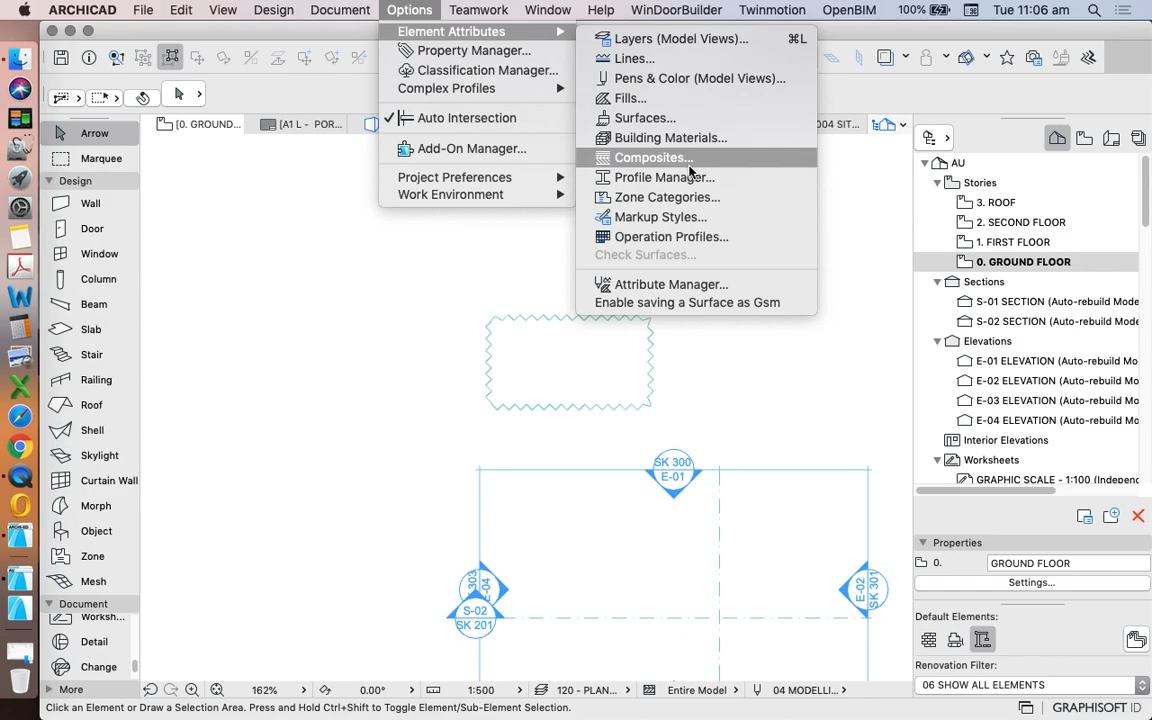 ARCHICAD File Edit View Design Document Options Teamwork Window Help WinDoorBuilder Twinmotion OpenBIM 100% Tue 11:06 am
Element Attributes
Property Manager...
Classification Manager...
Complex Profiles
Auto Intersection
Add-On Manager...
Project Preferences
Work Environment
Layers (Model Views)... ⌘L
Lines...
Pens & Color (Model Views)...
Fills...
Surfaces...
Building Materials...
Composites...
Profile Manager...
Zone Categories...
Markup Styles...
Operation Profiles...
Check Surfaces...
Attribute Manager...
Enable saving a Surface as Gsm
[0. GROUND... [A1 L - POR... 004 SIT...
Arrow
Marquee
Design
Wall
Door
Window
Column
Beam
Slab
Stair
Railing
Roof
Shell
Skylight
Curtain Wall
Morph
Object
Zone
Mesh
Document
Worksh...
Detail
Change
More
SK 300
E-01
303
E-04
S-02
SK 201
E-02
SK 301
AU
Stories
3. ROOF
2. SECOND FLOOR
1. FIRST FLOOR
0. GROUND FLOOR
Sections
S-01 SECTION (Auto-rebuild Mode
S-02 SECTION (Auto-rebuild Mode
Elevations
E-01 ELEVATION (Auto-rebuild Mo
E-02 ELEVATION (Auto-rebuild Mo
E-03 ELEVATION (Auto-rebuild Mo
E-04 ELEVATION (Auto-rebuild Mo
Interior Elevations
Worksheets
GRAPHIC SCALE - 1:100 (Indepen
Properties
0. GROUND FLOOR
Settings...
Default Elements:
Renovation Filter:
06 SHOW ALL ELEMENTS
162% 0.00° 1:500 120 - PLAN... Entire Model 04 MODELLI...
Click an Element or Draw a Selection Area. Press and Hold Ctrl+Shift to Toggle Element/Sub-Element Selection.
GRAPHISOFT ID